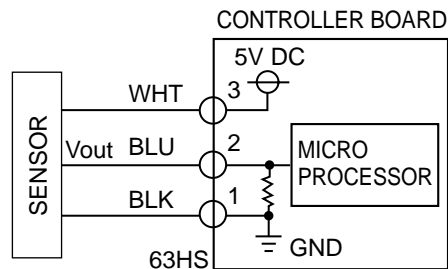 CONTROLLER BOARD
5V DC
WHT
3
SENSOR
Vout
BLU
2
MICRO
PROCESSOR
BLK
1
GND
63HS